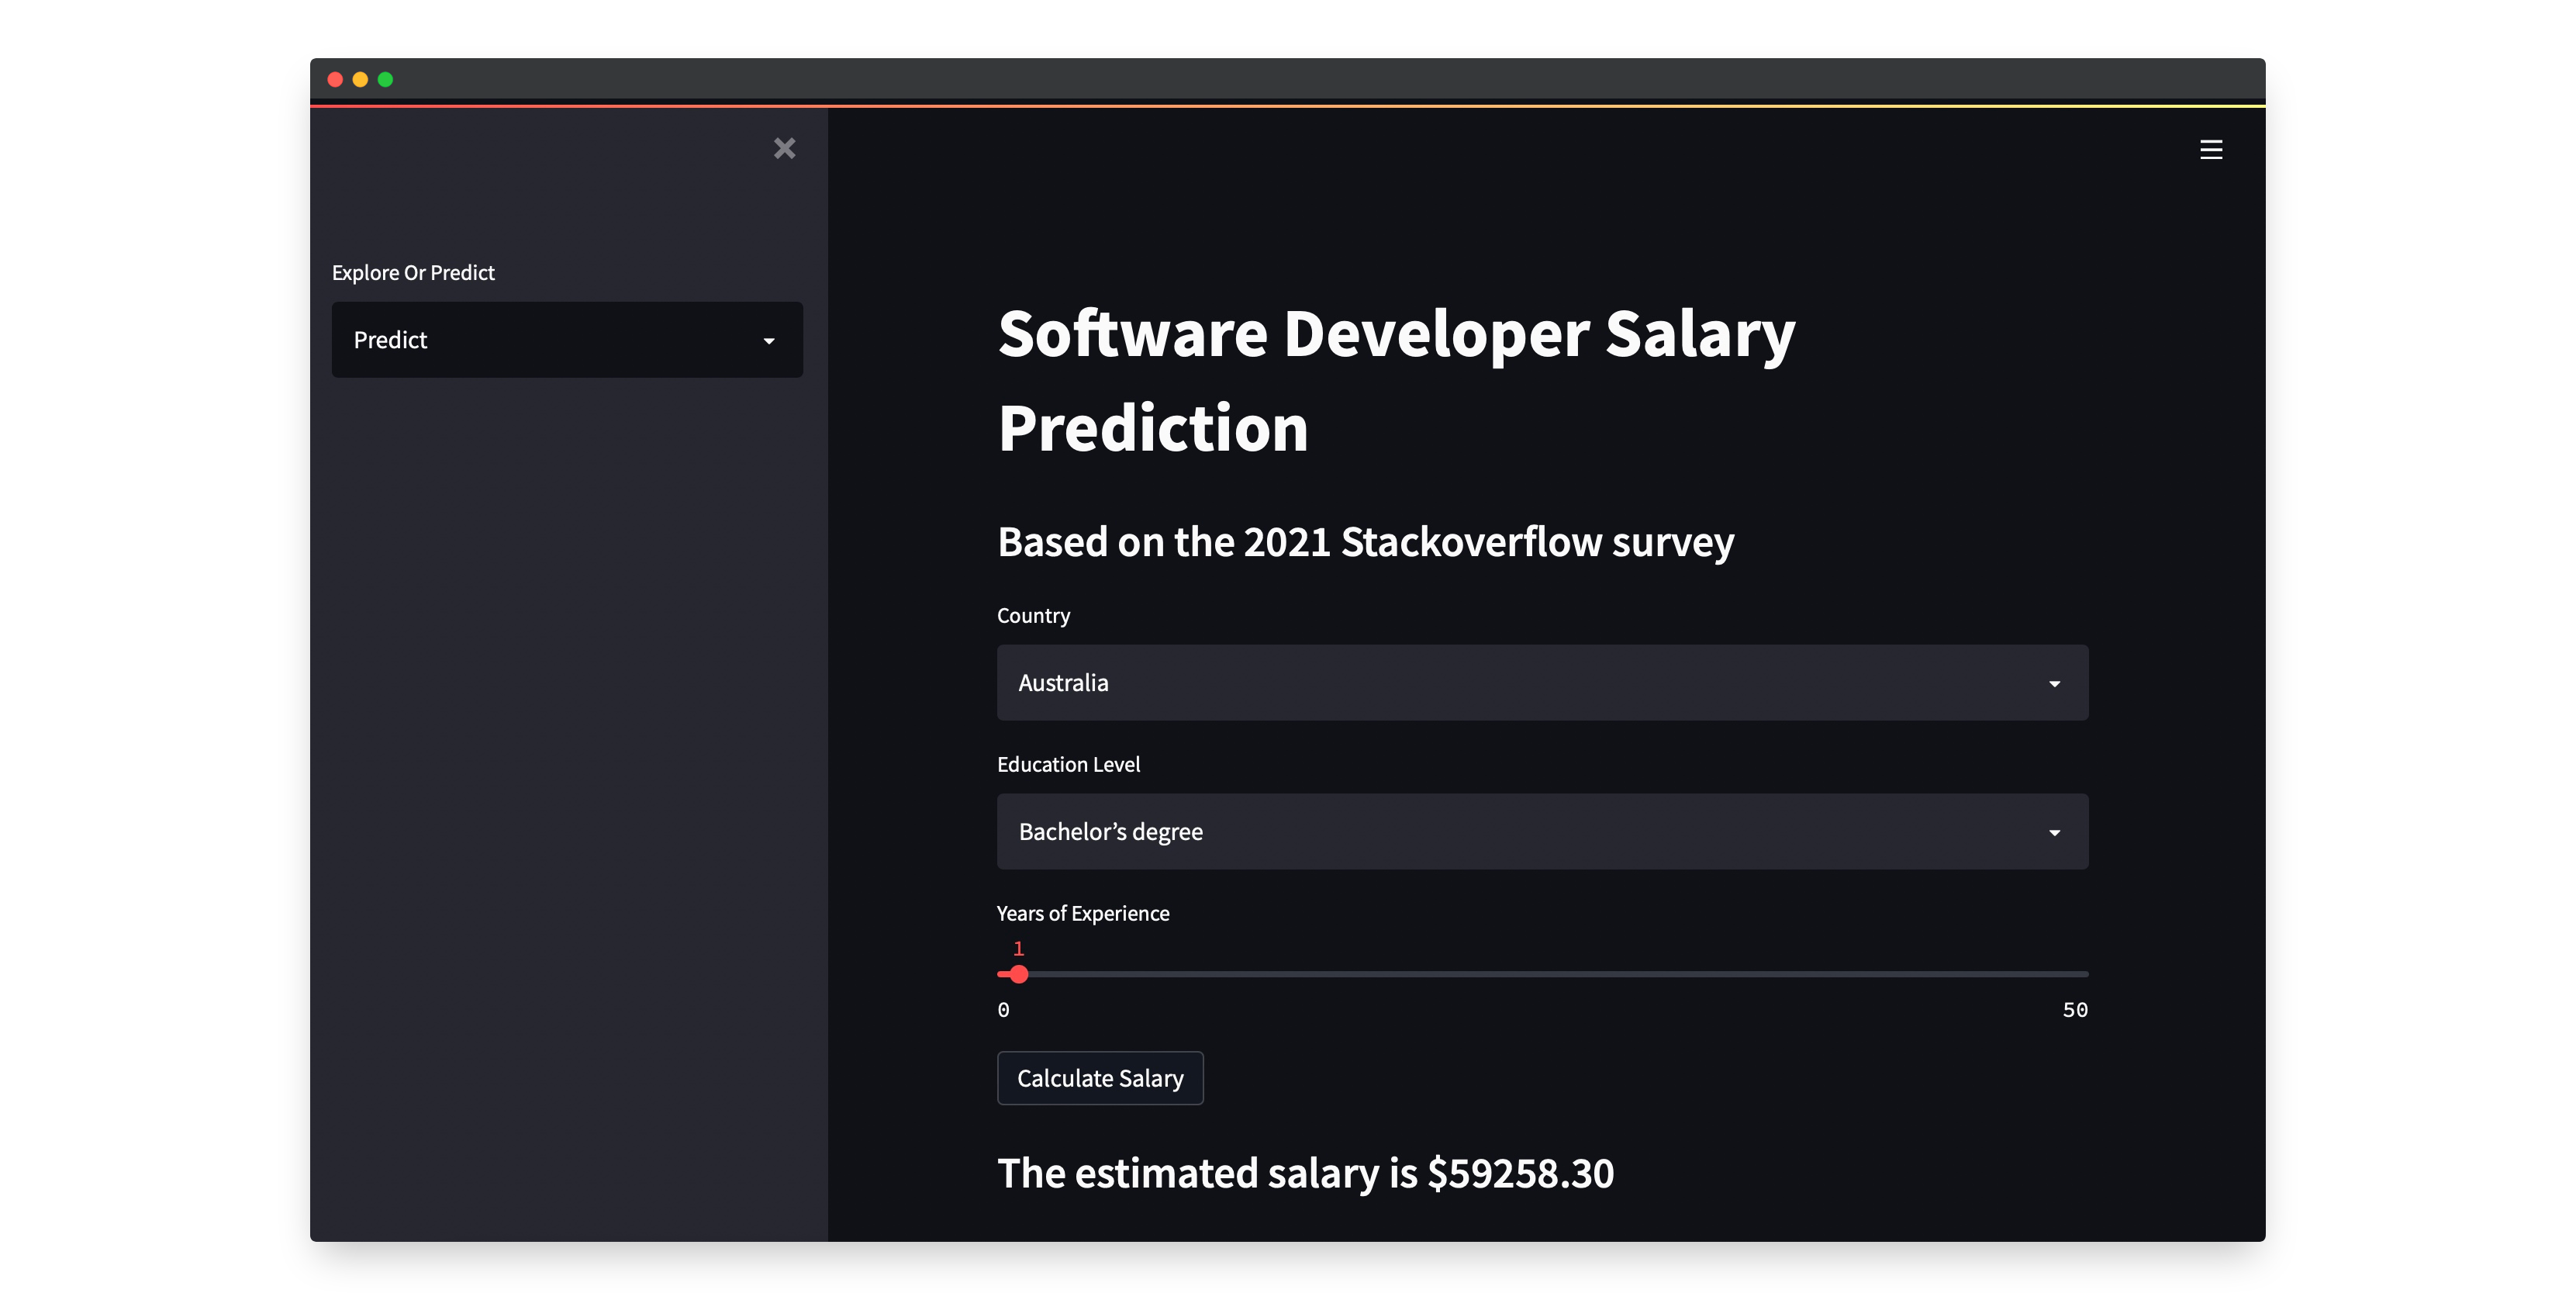 Explore Or Predict
Predict
Software Developer Salary
Prediction
Based on the 2021 Stackoverflow survey
Country
Australia
Education Level
Bachelor’s degree
Years of Experience
1
0
50
Calculate Salary
The estimated salary is $59258.30